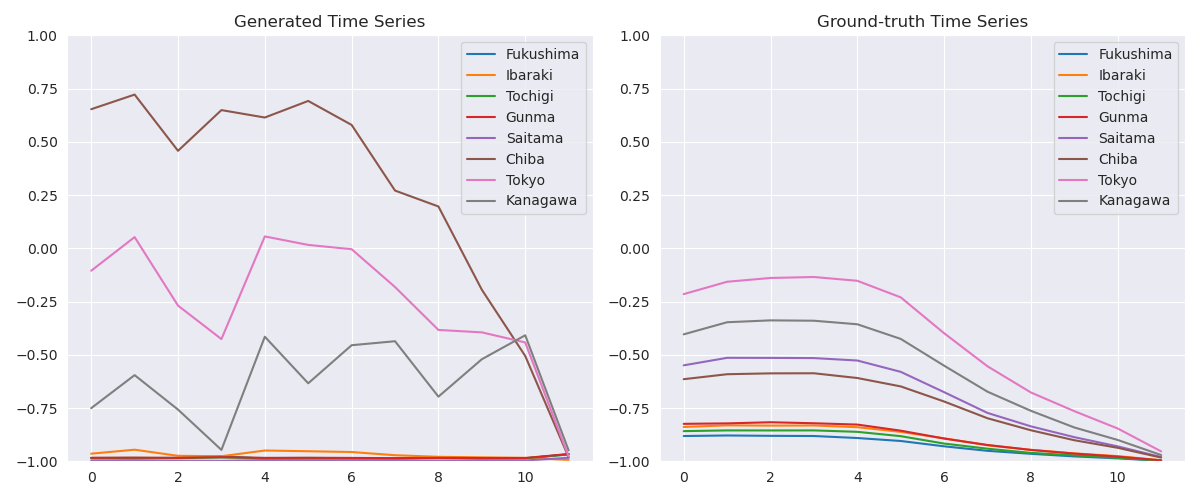 Generated Time Series
1.00
0.75
0.50
0.25
0.00
−0.25
−0.50
−0.75
−1.00
0 2 4 6 8 10
Fukushima
Ibaraki
Tochigi
Gunma
Saitama
Chiba
Tokyo
Kanagawa
Ground-truth Time Series
1.00
0.75
0.50
0.25
0.00
−0.25
−0.50
−0.75
−1.00
0 2 4 6 8 10
Fukushima
Ibaraki
Tochigi
Gunma
Saitama
Chiba
Tokyo
Kanagawa